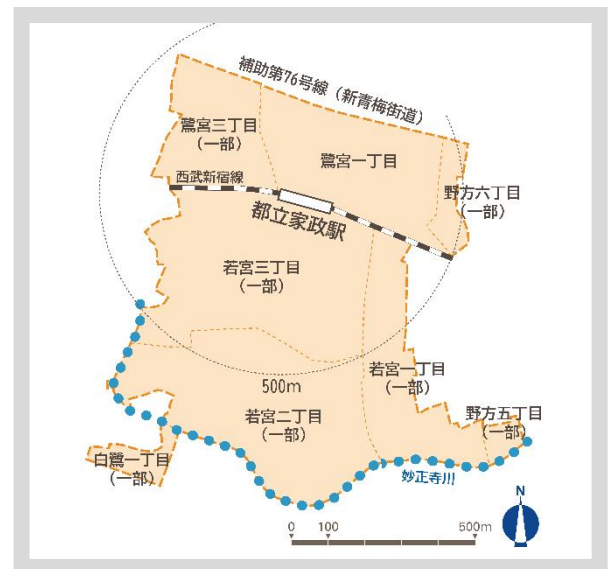 補助第76号線（新青梅街道）
鷺宮三丁目
（一部）
鷺宮一丁目
西武新宿線
野方六丁目
（一部）
都立家政駅
若宮三丁目
（一部）
500m
若宮一丁目
（一部）
若宮二丁目
（一部）
野方五丁目
（一部）
白鷺一丁目
（一部）
妙正寺川
N
0 100 500m